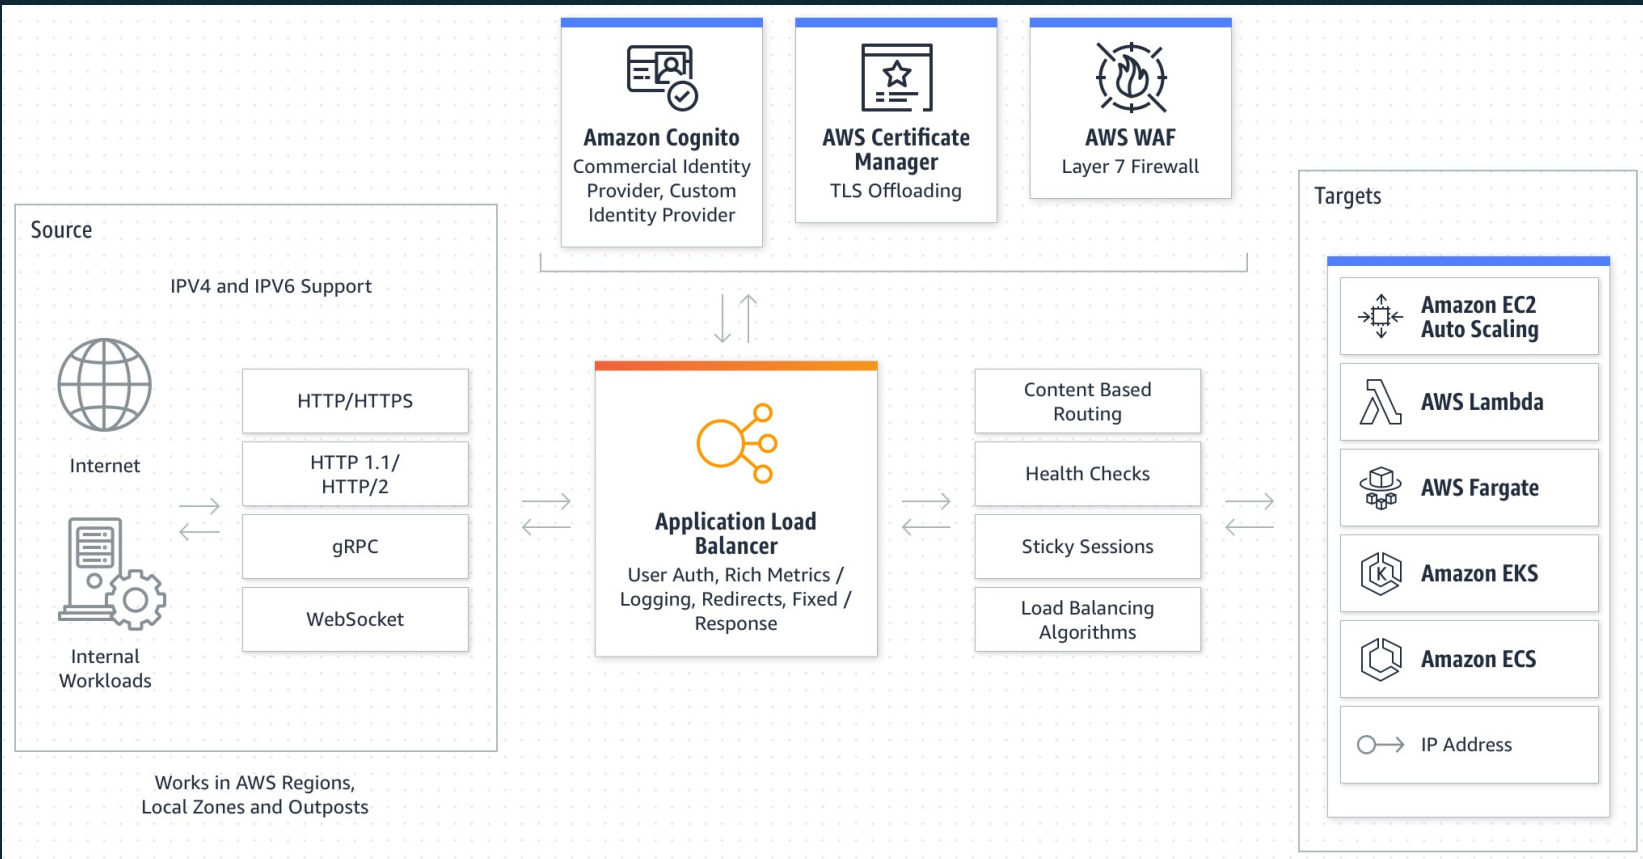 Amazon Cognito
Commercial Identity
Provider, Custom
Identity Provider
AWS Certificate
Manager
TLS Offloading
AWS WAF
Layer 7 Firewall
Source
IPV4 and IPV6 Support
Internet
Internal
Workloads
HTTP/HTTPS
HTTP 1.1/
HTTP/2
gRPC
WebSocket
Works in AWS Regions,
Local Zones and Outposts
Application Load
Balancer
User Auth, Rich Metrics /
Logging, Redirects, Fixed /
Response
Content Based
Routing
Health Checks
Sticky Sessions
Load Balancing
Algorithms
Targets
Amazon EC2
Auto Scaling
AWS Lambda
AWS Fargate
K
Amazon EKS
Amazon ECS
IP Address